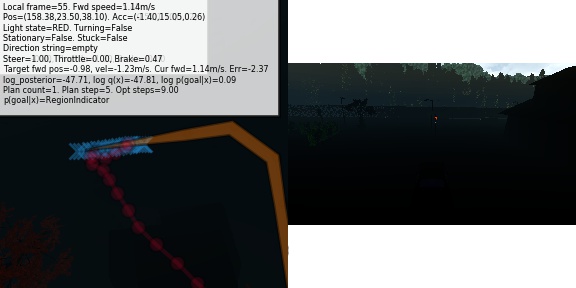 Local frame=55. Fwd speed=1.14m/s
Pos=(158.38,23.50,38.10). Acc=(-1.40,15.05,0.26)
Light state=RED. Turning=False
Stationary=False. Stuck=False
Direction string=empty
Steer=1.00, Throttle=0.00, Brake=0.47
Target fwd pos=-0.98, vel=-1.23m/s. Cur fwd=1.14m/s. Err=-2.37
log_posterior=-47.71, log q(x)=-47.81, log p(goal|x)=0.09
Plan count=1. Plan step=5. Opt steps=9.00
p(goal|x)=RegionIndicator